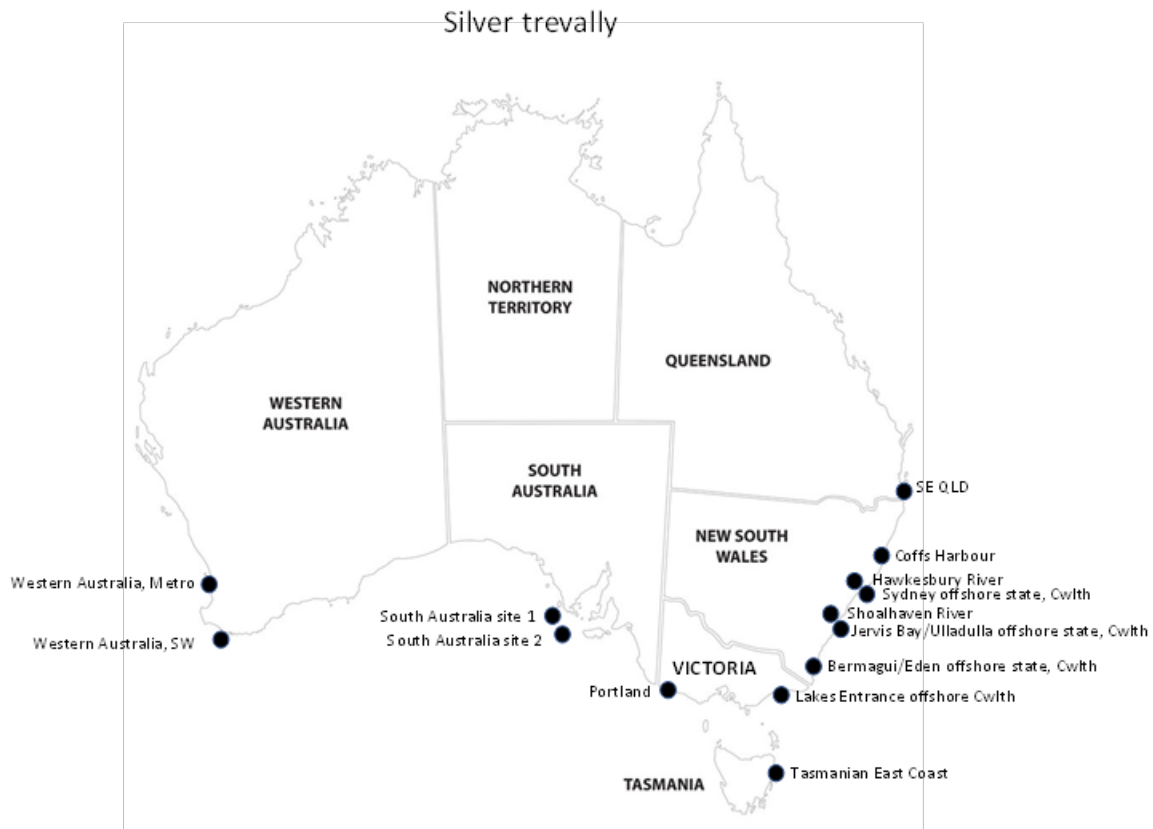 Silver trevally
NORTHERN
TERRITORY
QUEENSLAND
WESTERN
AUSTRALIA
SOUTH
AUSTRALIA
SE QLD
NEW SOUTH
WALES
Coffs Harbour
Western Australia, Metro
Hawkesbury River
Sydney offshore state, Cwlth
South Australia site 1
Shoalhaven River
Jervis Bay/Ulladulla offshore state, Cwlth
Western Australia, SW
South Australia site 2
VICTORIA
Bermagui/Eden offshore state, Cwlth
Portland
Lakes Entrance offshore Cwlth
Tasmanian East Coast
TASMANIA